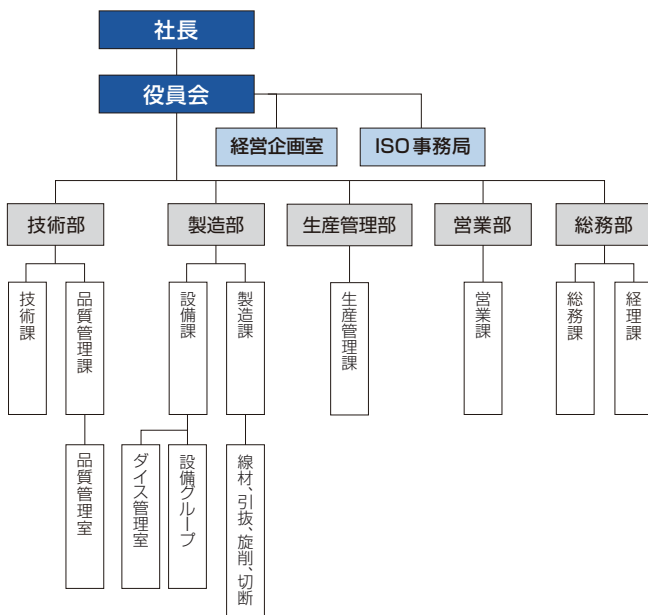 社長
役員会
経営企画室
ISO事務局
技術部
製造部
生産管理部
営業部
総務部
技術課
品質管理課
設備課
製造課
生産管理課
営業課
総務課
経理課
品質管理室
ダイス管理室
設備グループ
線材、引抜、旋削、切断